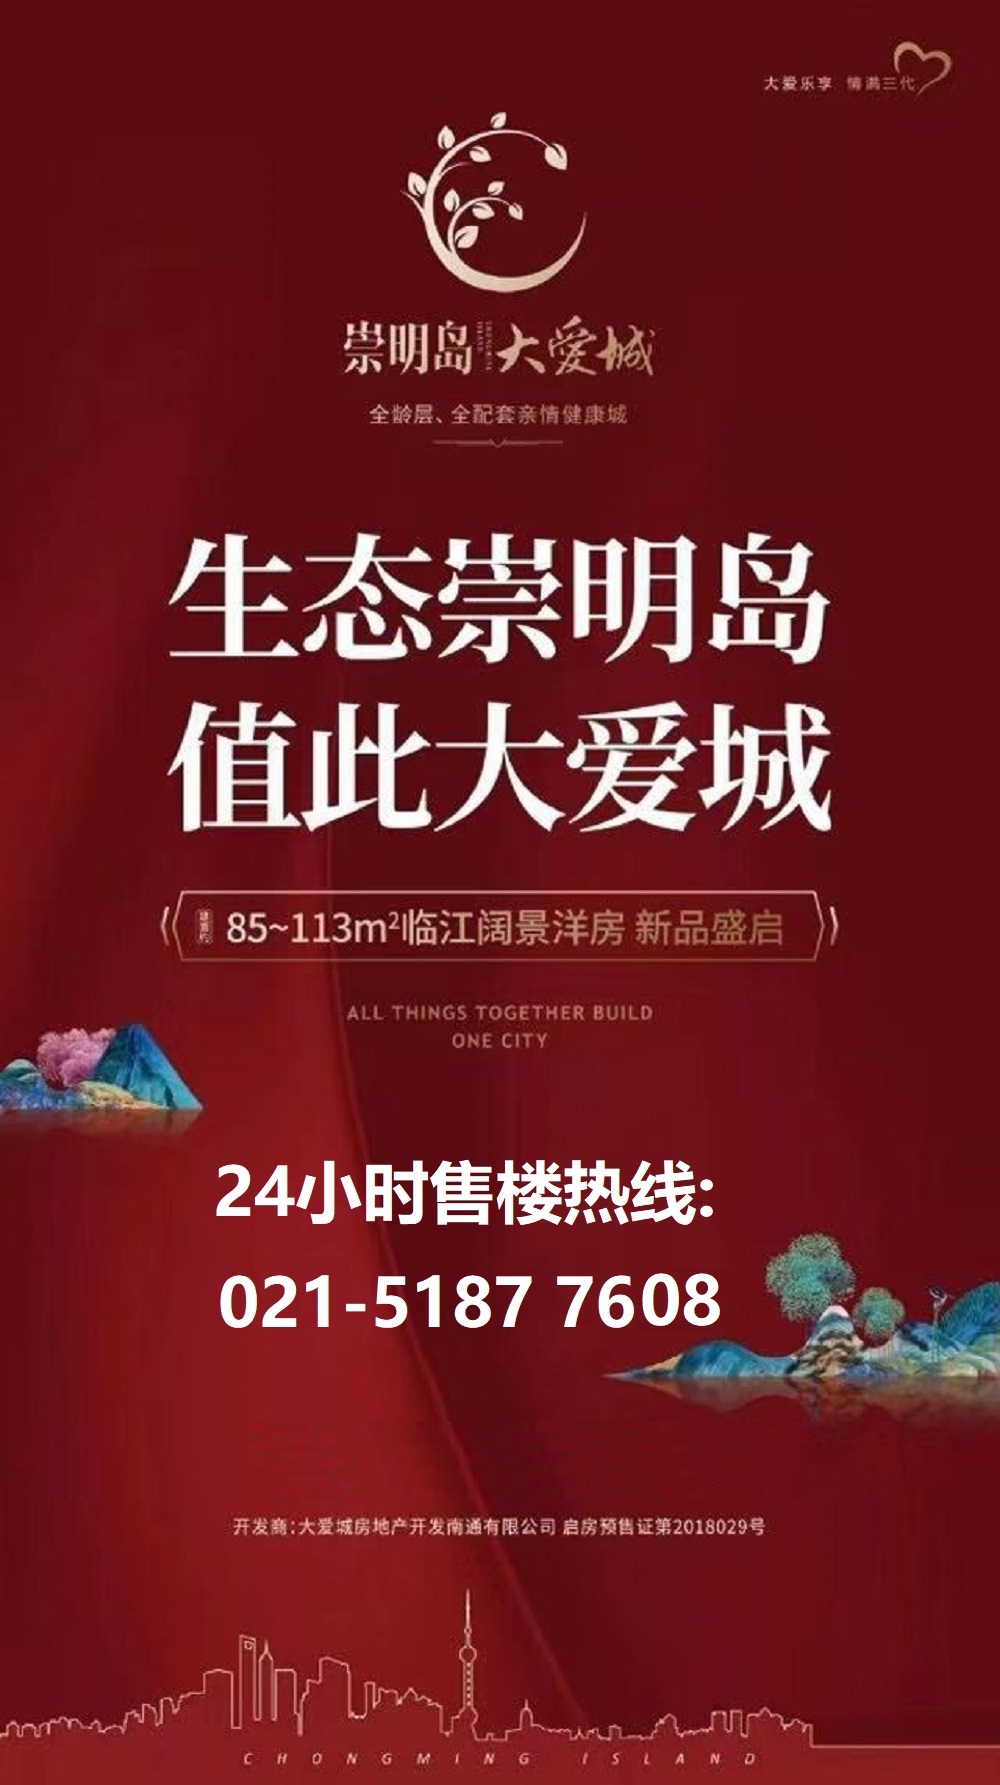 大爱乐享 情满三代
崇明岛 CHONGMING ISLAND 大爱城
全龄层、全配套亲情健康城
生态崇明岛
值此大爱城
建面约 85~113m²临江阔景洋房 新品盛启
ALL THINGS TOGETHER BUILD
ONE CITY
24小时售楼热线:
021-5187 7608
开发商:大爱城房地产开发南通有限公司 启房预售证第2018029号
CHONGMING ISLAND